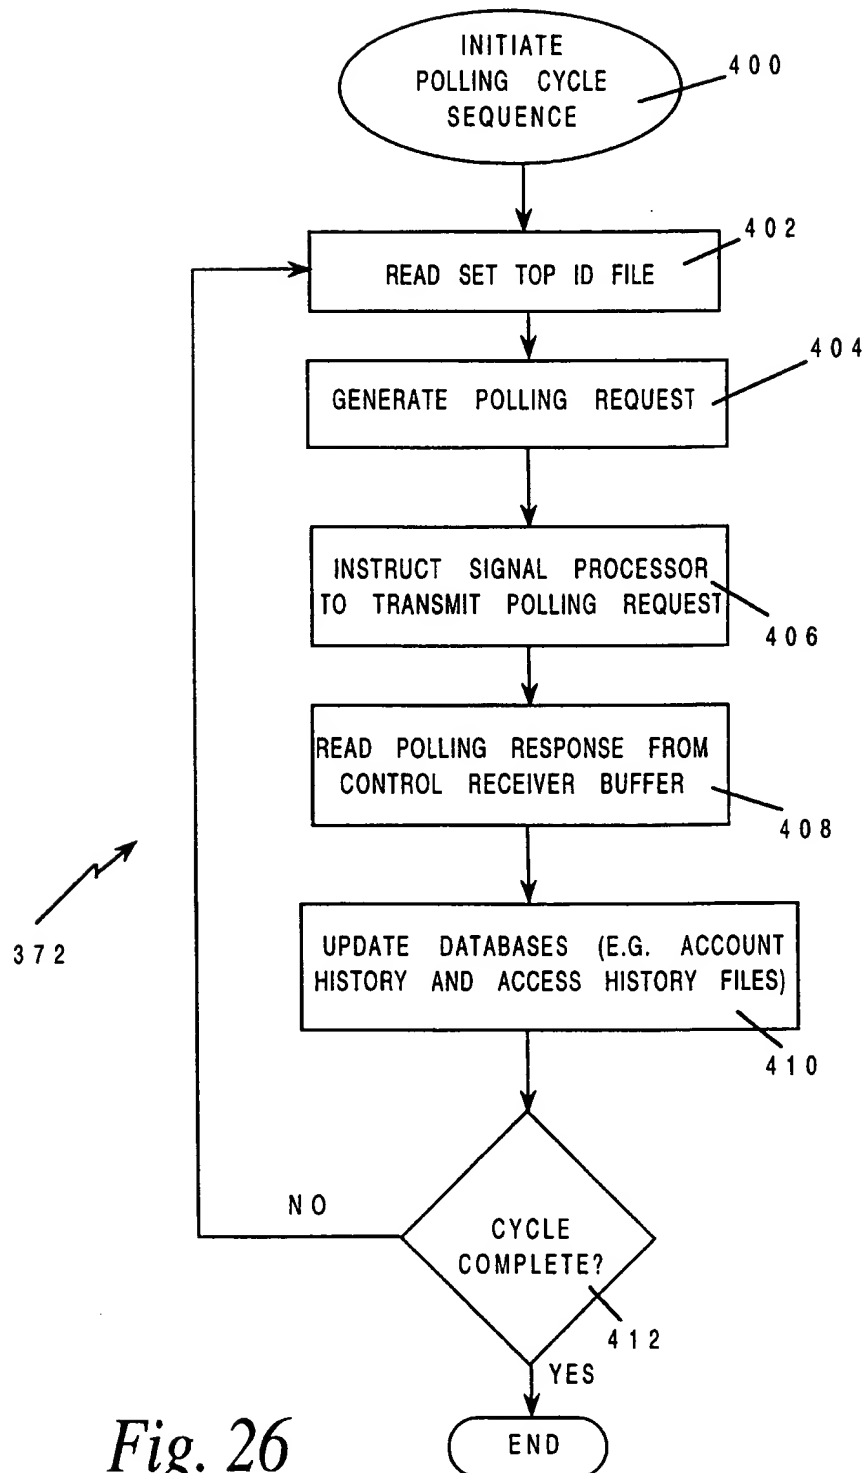 INITIATE
POLLING CYCLE
SEQUENCE
400
402
READ SET TOP ID FILE
404
GENERATE POLLING REQUEST
INSTRUCT SIGNAL PROCESSOR
TO TRANSMIT POLLING REQUEST
406
READ POLLING RESPONSE FROM
CONTROL RECEIVER BUFFER
408
372
UPDATE DATABASES (E.G. ACCOUNT
HISTORY AND ACCESS HISTORY FILES)
410
NO
CYCLE
COMPLETE?
412
YES
END
Fig. 26